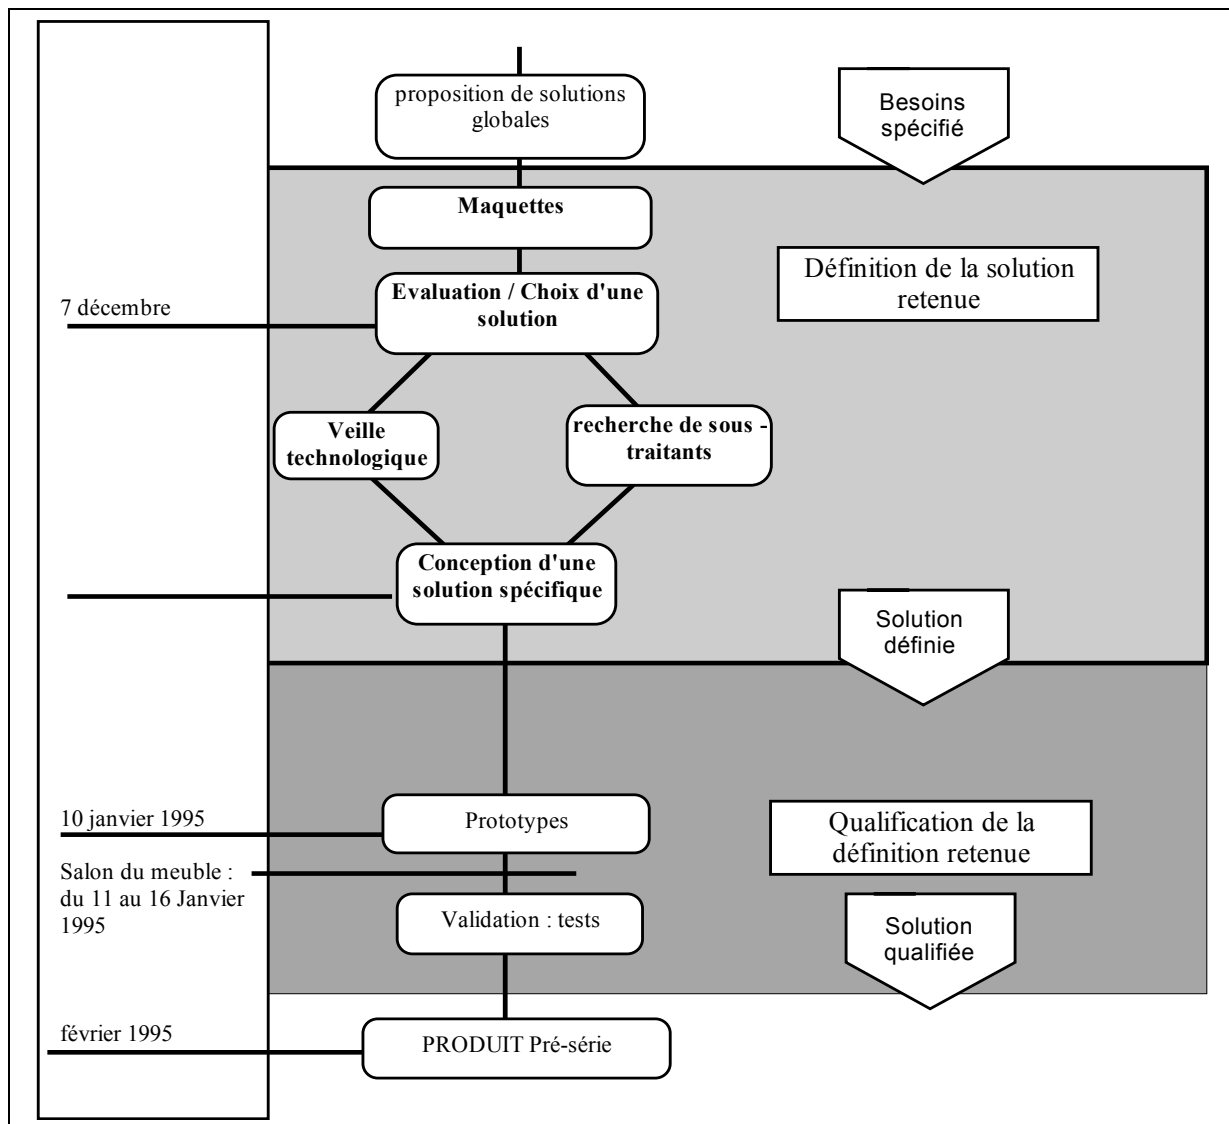 proposition de solutions
globales
Besoins
spécifié
Maquettes
Définition de la solution
retenue
7 décembre
Evaluation / Choix d'une
solution
Veille
technologique
recherche de sous -
traitants
Conception d'une
solution spécifique
Solution
définie
10 janvier 1995
Prototypes
Qualification de la
définition retenue
Salon du meuble :
du 11 au 16 Janvier
1995
Validation : tests
Solution
qualifiée
février 1995
PRODUIT Pré-série